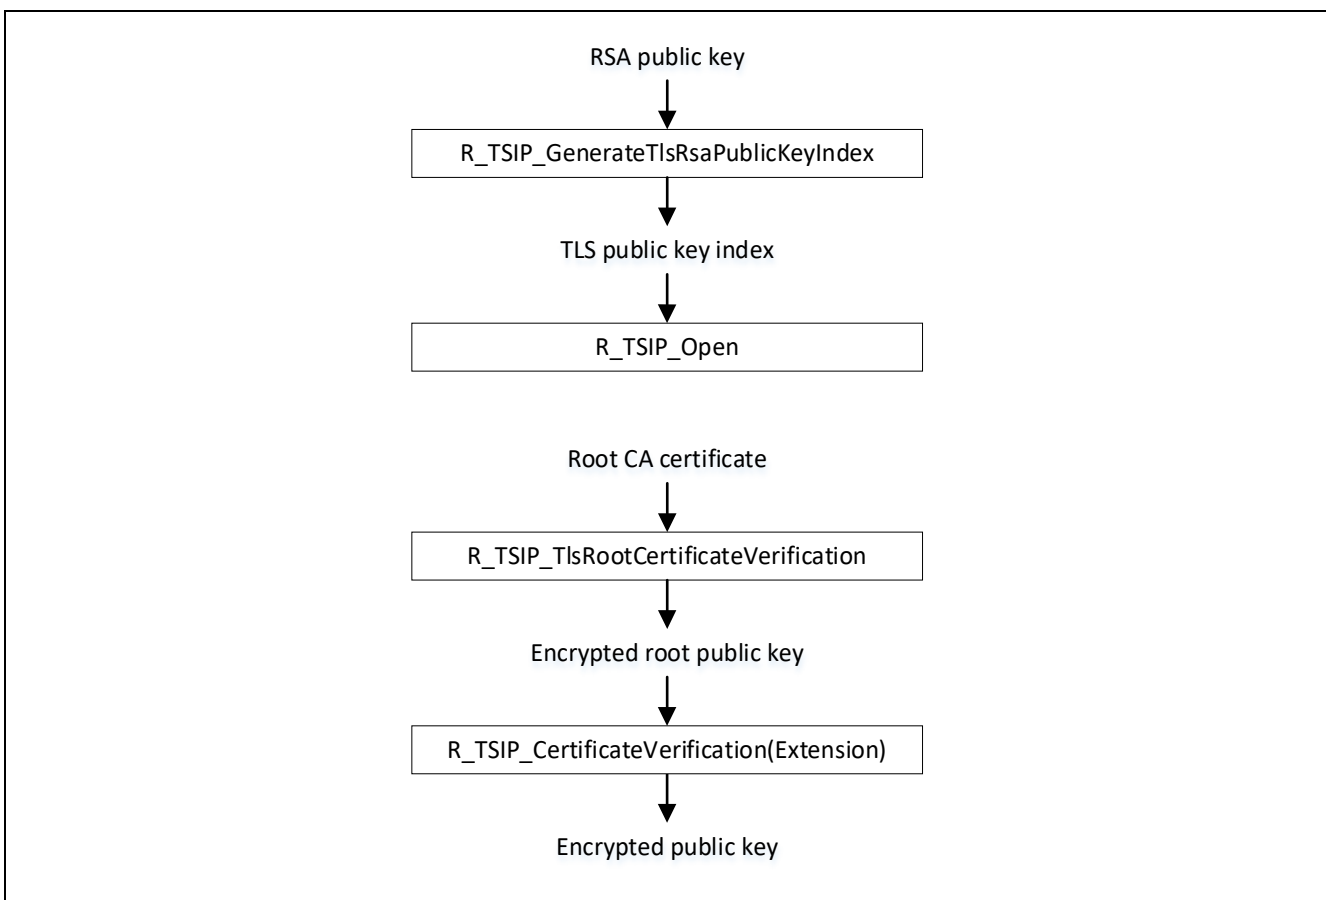 RSA public key
R_TSIP_GenerateTlsRsaPublicKeyIndex
TLS public key index
R_TSIP_Open
Root CA certificate
R_TSIP_TlsRootCertificateVerification
Encrypted root public key
R_TSIP_CertificateVerification(Extension)
Encrypted public key